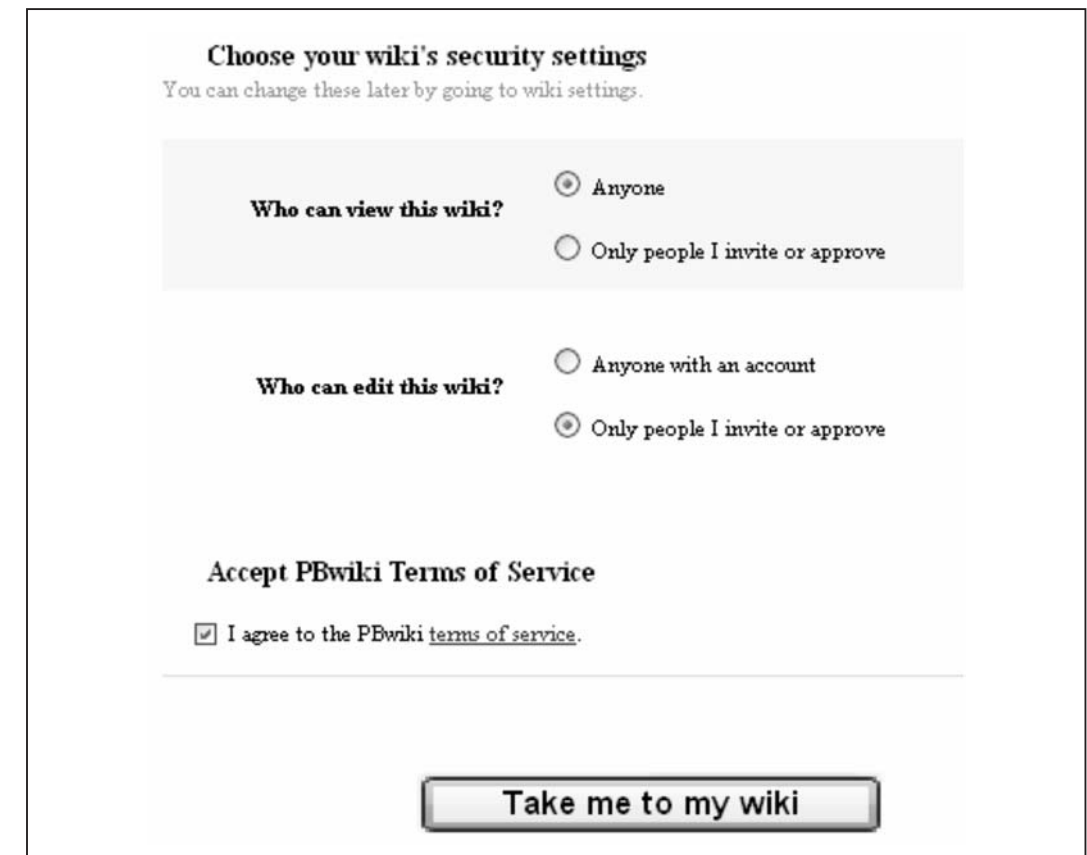 Choose your wiki's security settings
You can change these later by going to wiki settings.
Who can view this wiki?
Anyone
Only people I invite or approve
Who can edit this wiki?
Anyone with an account
Only people I invite or approve
Accept PBwiki Terms of Service
I agree to the PBwiki terms of service.
Take me to my wiki